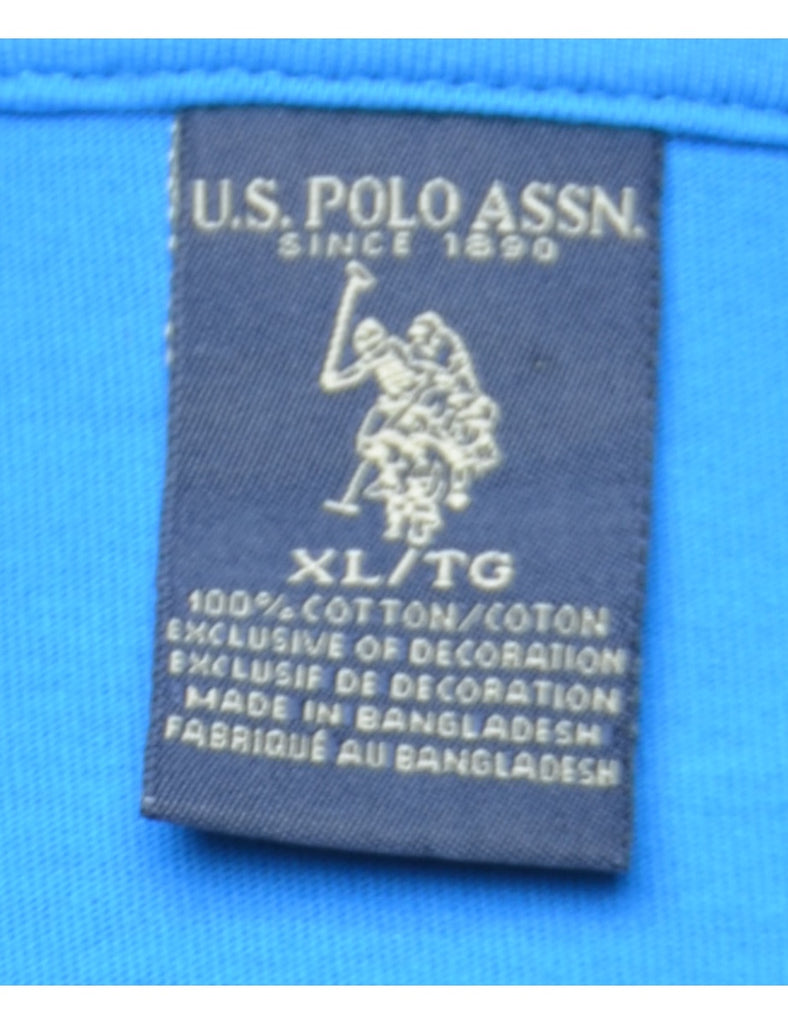 U.S. POLO ASSN.
SINCE 1890
XL/TG
100% COTTON/COTON
EXCLUSIVE OF DECORATION
EXCLUSIF DE DECORATION
MADE IN BANGLADESH
FABRIQUÉ AU BANGLADESH